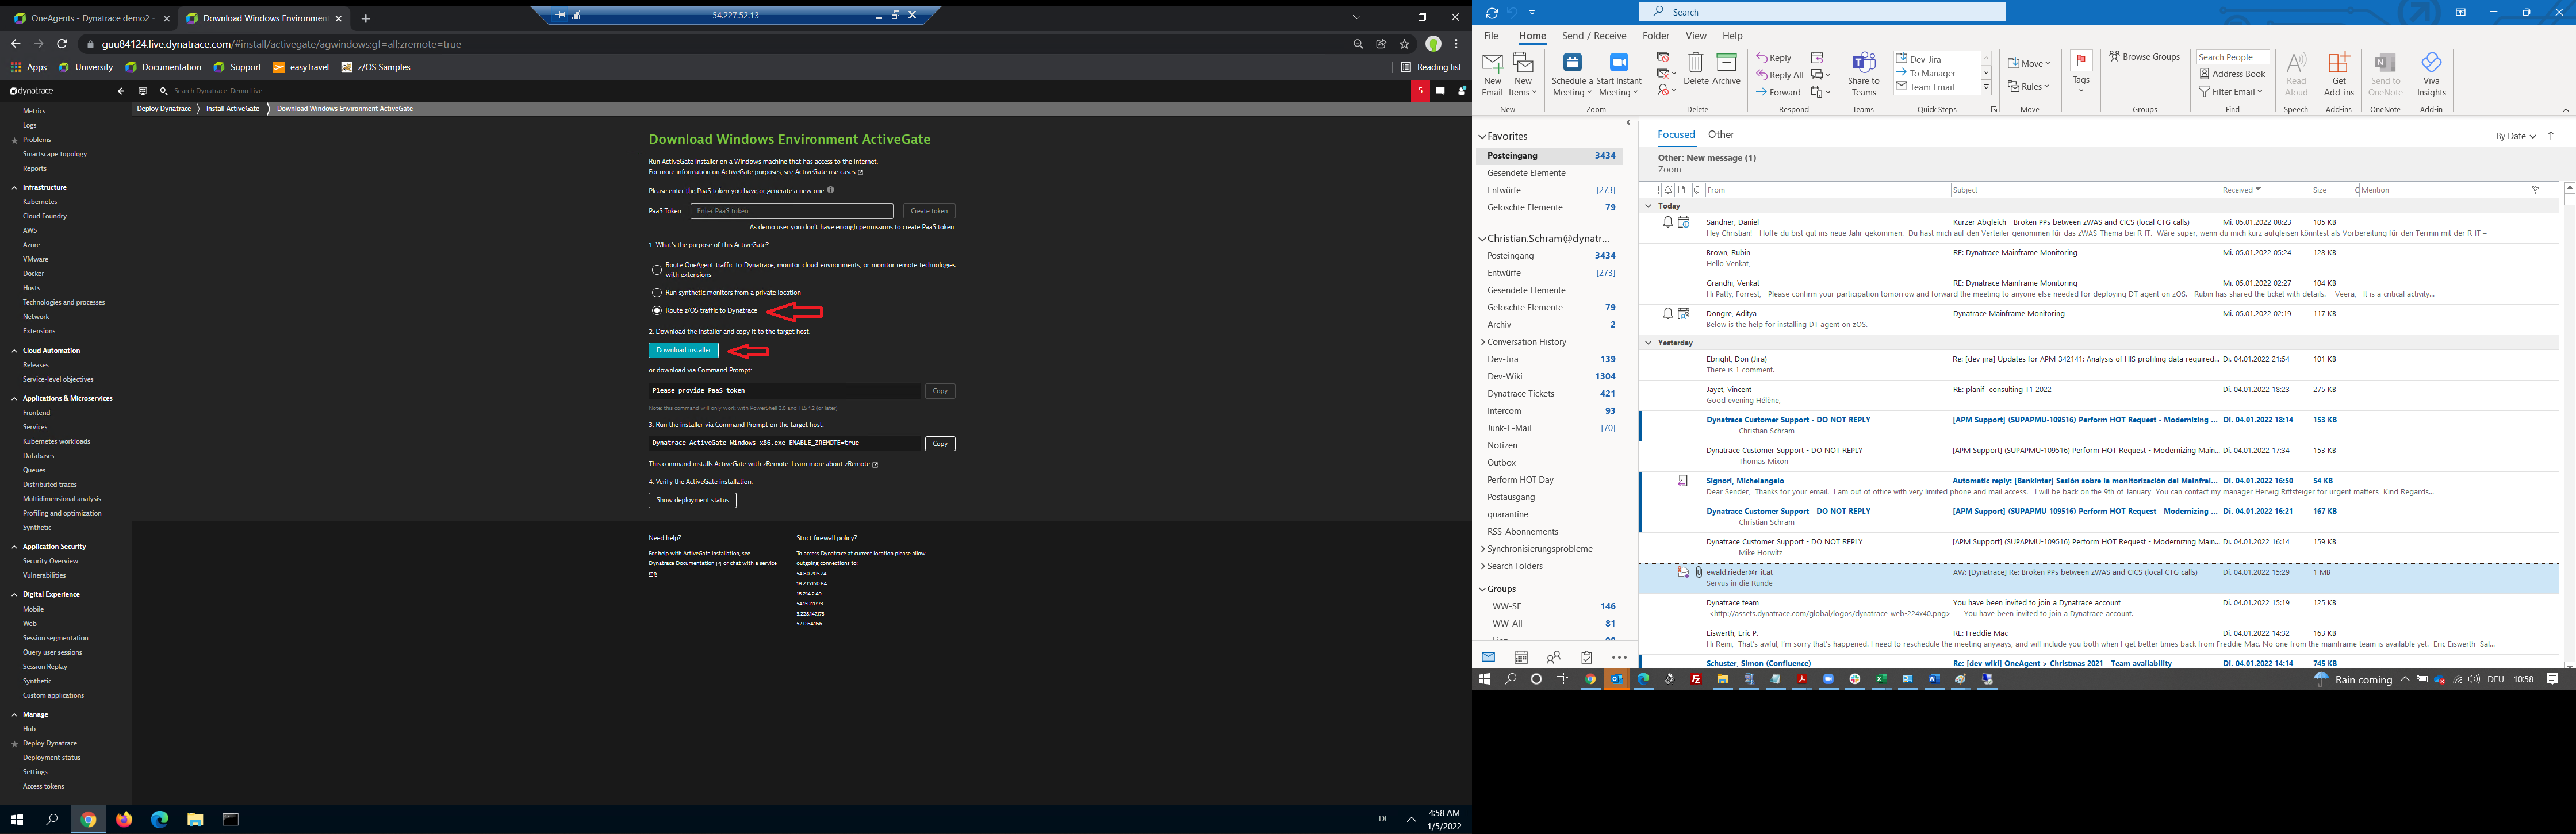 OneAgents - Dynatrace demo2
Download Windows Environment
54.227.52.13
guu84124.live.dynatrace.com/#install/activegate/agwindows;gf=all;zremote=true
Apps University Documentation Support easyTravel z/OS Samples Reading list
dynatrace Search Dynatrace: Demo Live... 5
Deploy Dynatrace Install ActiveGate Download Windows Environment ActiveGate
Metrics
Logs
Problems
Smartscape topology
Reports
Infrastructure
Kubernetes
Cloud Foundry
AWS
Azure
VMware
Docker
Hosts
Technologies and processes
Network
Extensions
Cloud Automation
Releases
Service-level objectives
Applications & Microservices
Frontend
Services
Kubernetes workloads
Databases
Queues
Distributed traces
Multidimensional analysis
Profiling and optimization
Synthetic
Application Security
Security Overview
Vulnerabilities
Digital Experience
Mobile
Web
Session segmentation
Query user sessions
Session Replay
Synthetic
Custom applications
Manage
Hub
Deploy Dynatrace
Deployment status
Settings
Access tokens
Download Windows Environment ActiveGate
Run ActiveGate installer on a Windows machine that has access to the Internet.
For more information on ActiveGate purposes, see ActiveGate use cases.
Please enter the PaaS token you have or generate a new one
PaaS Token Enter PaaS token Create token
As demo user you don't have enough permissions to create PaaS token.
1. What's the purpose of this ActiveGate?
Route OneAgent traffic to Dynatrace, monitor cloud environments, or monitor remote technologies
with extensions
Run synthetic monitors from a private location
Route z/OS traffic to Dynatrace
2. Download the installer and copy it to the target host.
Download installer
or download via Command Prompt:
Please provide PaaS token Copy
Note: this command will only work with PowerShell 3.0 and TLS 1.2 (or later)
3. Run the installer via Command Prompt on the target host.
Dynatrace-ActiveGate-Windows-x86.exe ENABLE_ZREMOTE=true Copy
This command installs ActiveGate with zRemote. Learn more about zRemote.
4. Verify the ActiveGate installation.
Show deployment status
Need help?
For help with ActiveGate installation, see
Dynatrace Documentation or chat with a service
rep.
Strict firewall policy?
To access Dynatrace at current location please allow
outgoing connections to:
54.80.203.24
18.235.150.84
18.214.2.49
3.228.147.173
52.0.64.166
DE 4:58 AM
1/5/2022
Search
File Home Send / Receive Folder View Help
New Email
New Items
New
Schedule a Meeting
Start Instant Meeting
Zoom
Delete Archive
Delete
Reply
Reply All
Forward
Respond
Share to Teams
Teams
Dev-Jira
To Manager
Team Email
Quick Steps
Move
Rules
Move
Tags
Browse Groups
Groups
Search People
Address Book
Filter Email
Find
Read Aloud
Speech
Get Add-ins
Add-ins
Send to OneNote
OneNote
Viva Insights
Add-in
Favorites
Posteingang 3434
Gesendete Elemente
Entwürfe [273]
Gelöschte Elemente 79
Christian.Schram@dynatr...
Posteingang 3434
Entwürfe [273]
Gesendete Elemente
Gelöschte Elemente 79
Archiv 2
Conversation History
Dev-Jira 139
Dev-Wiki 1304
Dynatrace Tickets 421
Intercom 93
Junk-E-Mail [70]
Notizen
Outbox
Perform HOT Day
Postausgang
quarantine
RSS-Abonnements
Synchronisierungsprobleme
Search Folders
Groups
WW-SE 146
WW-All 81
Focused Other By Date
Other: New message (1)
Zoom
From Subject Received Size Mention
Today
Sandner, Daniel Kurzer Abgleich - Broken PPs between zWAS and CICS (local CTG calls) Mi. 05.01.2022 08:23 105 KB
Hey Christian! Hoffe du bist gut ins neue Jahr gekommen. Du hast mich auf den Verteiler genommen für das zWAS-Thema bei R-IT. Wäre super, wenn du mich kurz aufgleisen könntest als Vorbereitung für den Termin mit der R-IT –
Brown, Rubin RE: Dynatrace Mainframe Monitoring Mi. 05.01.2022 05:24 128 KB
Hello Venkat,
Grandhi, Venkat RE: Dynatrace Mainframe Monitoring Mi. 05.01.2022 02:27 104 KB
Hi Patty, Forrest, Please confirm your participation tomorrow and forward the meeting to anyone else needed for deploying DT agent on zOS. Rubin has shared the ticket with details. Veera, It is a critical activity...
Dongre, Aditya Dynatrace Mainframe Monitoring Mi. 05.01.2022 02:19 117 KB
Below is the help for installing DT agent on zOS.
Yesterday
Ebright, Don (Jira) Re: [dev-jira] Updates for APM-342141: Analysis of HIS profiling data required... Di. 04.01.2022 21:54 101 KB
There is 1 comment.
Jayet, Vincent RE: planif consulting T1 2022 Di. 04.01.2022 18:23 275 KB
Good evening Hélène,
Dynatrace Customer Support - DO NOT REPLY [APM Support] (SUPAPMU-109516) Perform HOT Request - Modernizing ... Di. 04.01.2022 18:14 153 KB
Christian Schram
Dynatrace Customer Support - DO NOT REPLY [APM Support] (SUPAPMU-109516) Perform HOT Request - Modernizing Main... Di. 04.01.2022 17:34 153 KB
Thomas Mixon
Signori, Michelangelo Automatic reply: [Bankinter] Sesión sobre la monitorización del Mainfrai... Di. 04.01.2022 16:50 54 KB
Dear Sender, Thanks for your email. I am out of office with very limited phone and mail access. I will be back on the 9th of January You can contact my manager Herwig Rittsteiger for urgent matters Kind Regards...
Dynatrace Customer Support - DO NOT REPLY [APM Support] (SUPAPMU-109516) Perform HOT Request - Modernizing ... Di. 04.01.2022 16:21 167 KB
Christian Schram
Dynatrace Customer Support - DO NOT REPLY [APM Support] (SUPAPMU-109516) Perform HOT Request - Modernizing Main... Di. 04.01.2022 16:14 159 KB
Mike Horwitz
ewald.rieder@r-it.at AW: [Dynatrace] Re: Broken PPs between zWAS and CICS (local CTG calls) Di. 04.01.2022 15:29 1 MB
Servus in die Runde
Dynatrace team You have been invited to join a Dynatrace account Di. 04.01.2022 15:19 125 KB
<http://assets.dynatrace.com/global/logos/dynatrace_web-224x40.png> You have been invited to join a Dynatrace account.
Eiswerth, Eric P. RE: Freddie Mac Di. 04.01.2022 14:32 163 KB
Hi Reini, That's awful, I'm sorry that's happened. I need to reschedule the meeting anyways, and will include you both when I get better times back from Freddie Mac. No one from the mainframe team is available yet. Eric Eiswerth Sal...
Schuster, Simon (Confluence) Re: [dev-wiki] OneAgent > Christmas 2021 - Team availability Di. 04.01.2022 14:14 745 KB
Rain coming DEU 10:58